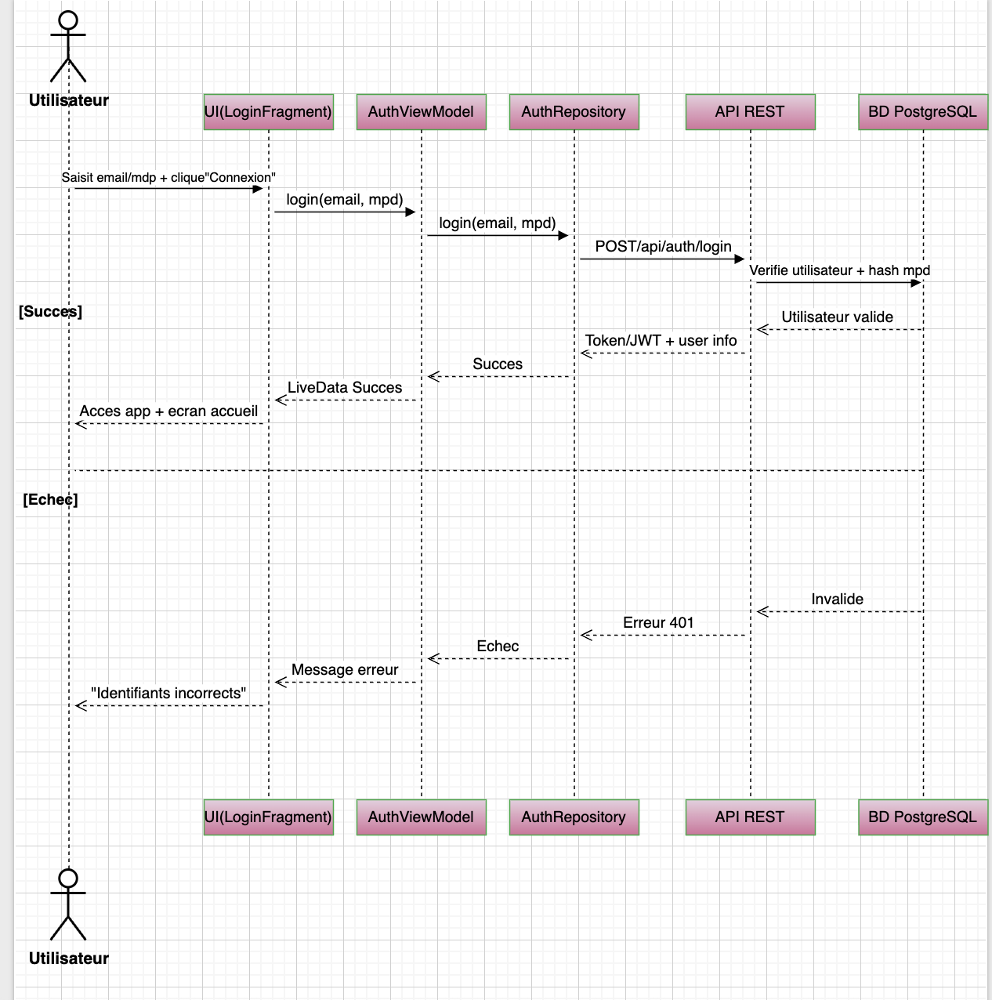 Utilisateur
UI(LoginFragment)
AuthViewModel
AuthRepository
API REST
BD PostgreSQL
Saisit email/mdp + clique"Connexion"
login(email, mpd)
login(email, mpd)
POST/api/auth/login
Verifie utilisateur + hash mpd
[Succes]
Utilisateur valide
Token/JWT + user info
Succes
LiveData Succes
Acces app + ecran accueil
[Echec]
Invalide
Erreur 401
Echec
Message erreur
"Identifiants incorrects"
UI(LoginFragment)
AuthViewModel
AuthRepository
API REST
BD PostgreSQL
Utilisateur